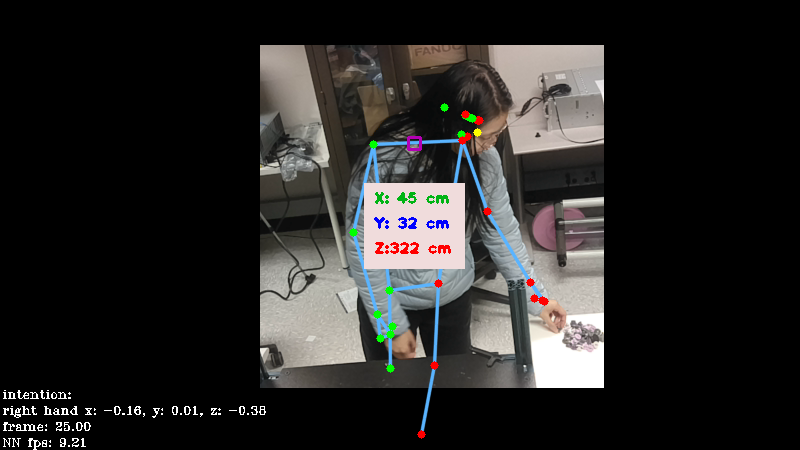 FANUC
X: 45 cm
Y: 32 cm
Z:322 cm
intention:
right hand x: -0.16, y: 0.01, z: -0.38
frame: 25.00
NN fps: 9.21